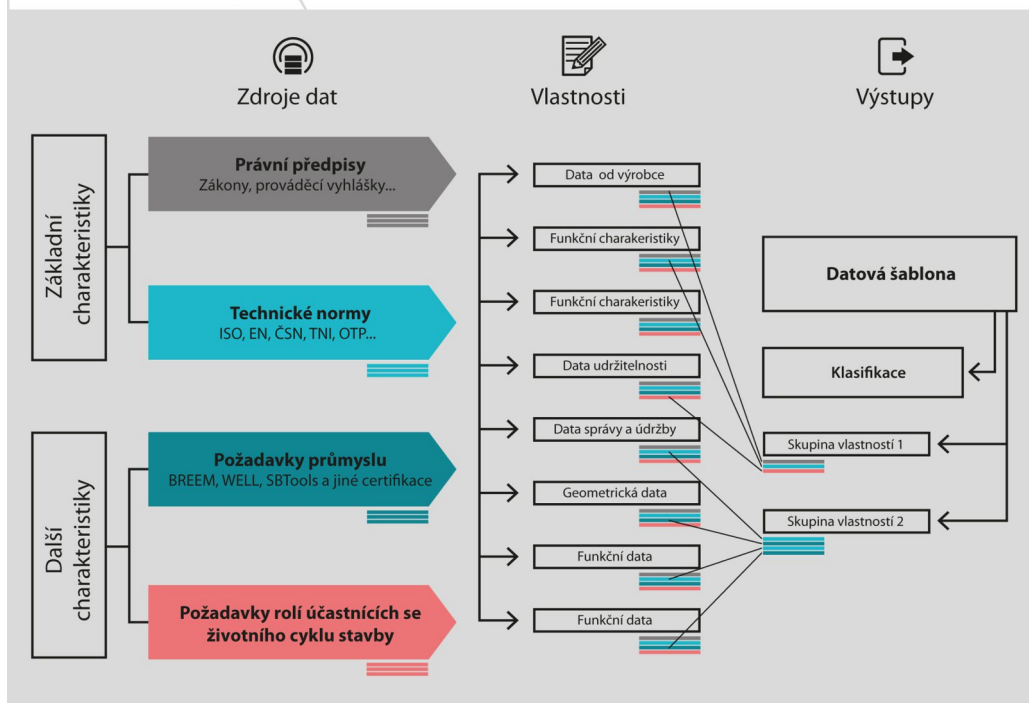 Zdroje dat
Vlastnosti
Výstupy
Základní
charakteristiky
Právní předpisy
Zákony, prováděcí vyhlášky...
Technické normy
ISO, EN, ČSN, TNI, OTP...
Další
charakteristiky
Požadavky průmyslu
BREEM, WELL, SBTools a jiné certifikace
Požadavky rolí účastnících se
životního cyklu stavby
Data od výrobce
Funkční charakeristiky
Funkční charakeristiky
Data udržitelnosti
Data správy a údržby
Geometrická data
Funkční data
Funkční data
Datová šablona
Klasifikace
Skupina vlastností 1
Skupina vlastností 2